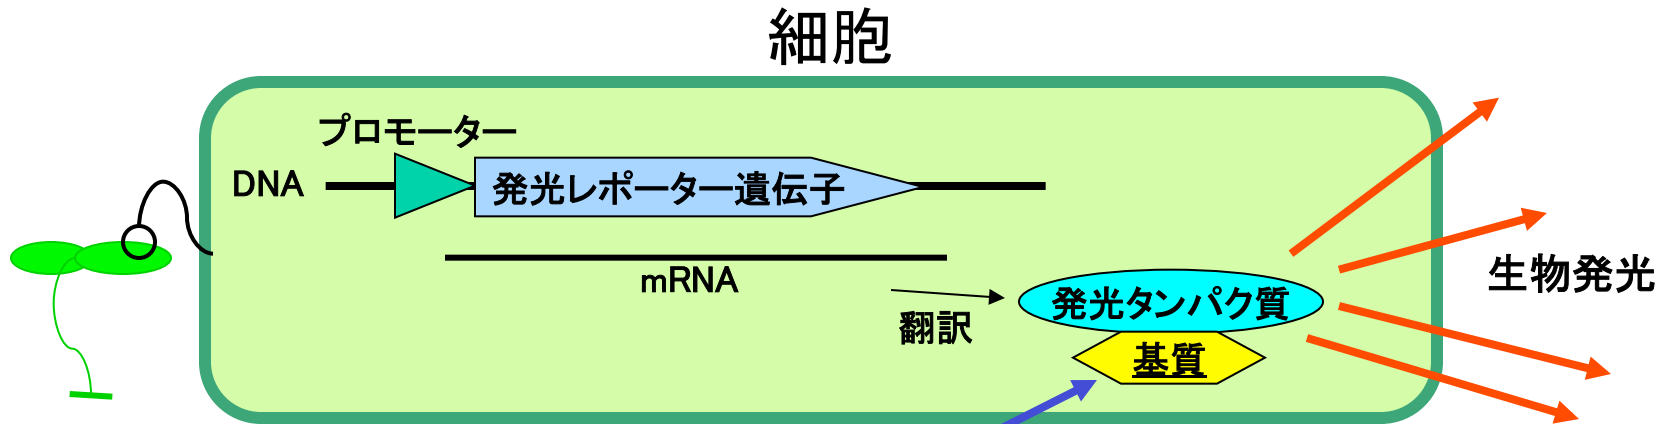 細胞
プロモーター
DNA
発光レポーター遺伝子
mRNA
翻訳
発光タンパク質
基質
生物発光